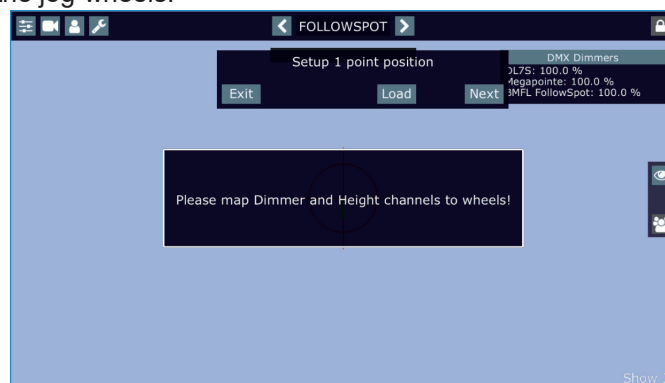 the jog wheels.
FOLLOWSPOT
Setup 1 point position
Exit
Load
Next
DMX Dimmers
DL7S: 100.0 %
Megapointe: 100.0 %
BMFL FollowSpot: 100.0 %
Please map Dimmer and Height channels to wheels!
Show